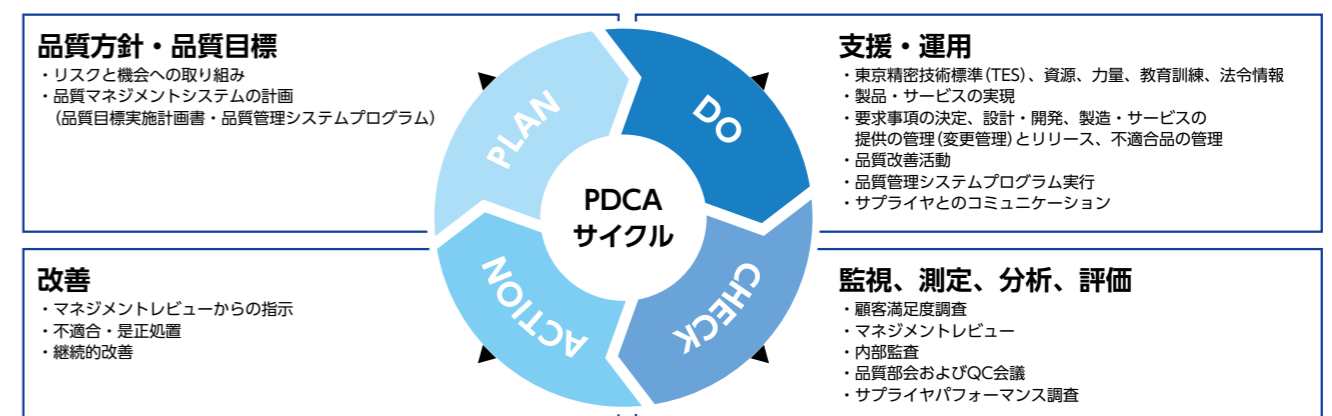 品質方針・品質目標
・リスクと機会への取り組み
・品質マネジメントシステムの計画
（品質目標実施計画書・品質管理システムプログラム）
PLAN
DO
支援・運用
・東京精密技術標準（TES）、資源、力量、教育訓練、法令情報
・製品・サービスの実現
・要求事項の決定、設計・開発、製造・サービスの
提供の管理（変更管理）とリリース、不適合品の管理
・品質改善活動
・品質管理システムプログラム実行
・サプライヤとのコミュニケーション
PDCA
サイクル
改善
・マネジメントレビューからの指示
・不適合・是正処置
・継続的改善
ACTION
CHECK
監視、測定、分析、評価
・顧客満足度調査
・マネジメントレビュー
・内部監査
・品質部会およびQC会議
・サプライヤパフォーマンス調査